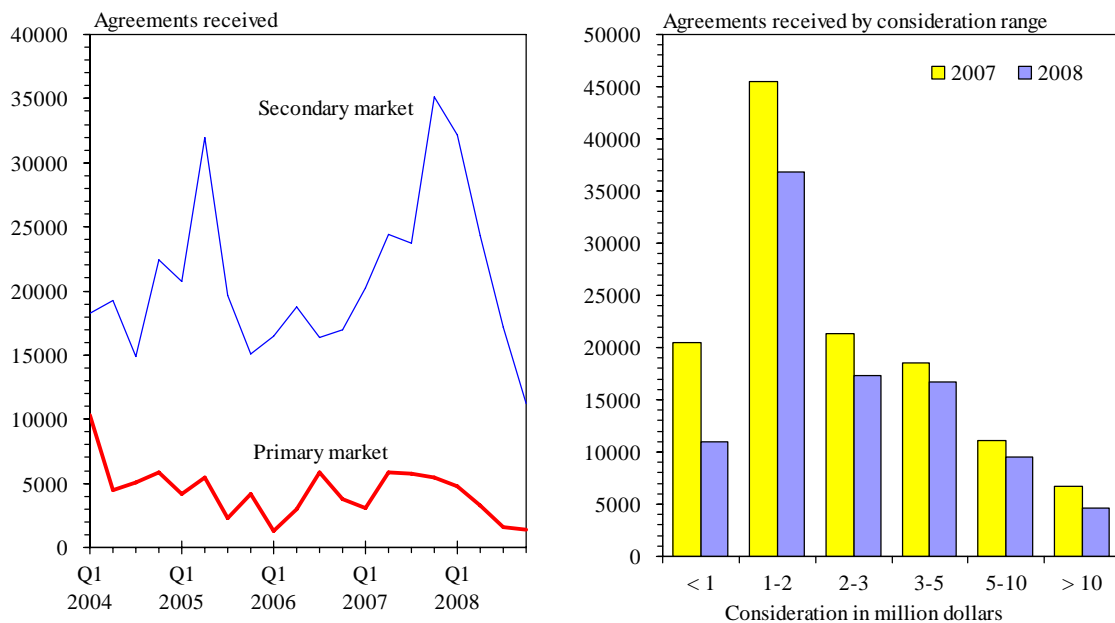 Agreements received
40000
35000
30000
25000
20000
15000
10000
5000
0
Secondary market
Primary market
Q1 Q1 Q1 Q1 Q1
2004 2005 2006 2007 2008
Agreements received by consideration range
50000
45000
40000
35000
30000
25000
20000
15000
10000
5000
0
2007 2008
< 1 1-2 2-3 3-5 5-10 > 10
Consideration in million dollars